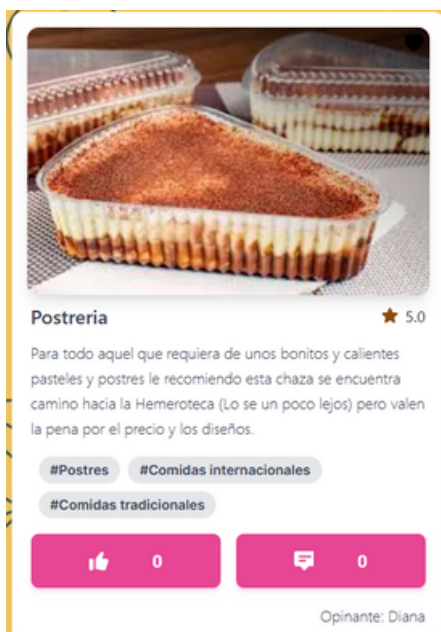 Postreria
5.0
Para todo aquel que requiera de unos bonitos y calientes
pasteles y postres le recomiendo esta chaza se encuentra
camino hacia la Hemeroteca (Lo se un poco lejos) pero valen
la pena por el precio y los diseños.
#Postres #Comidas internacionales
#Comidas tradicionales
0 0
Opinante: Diana